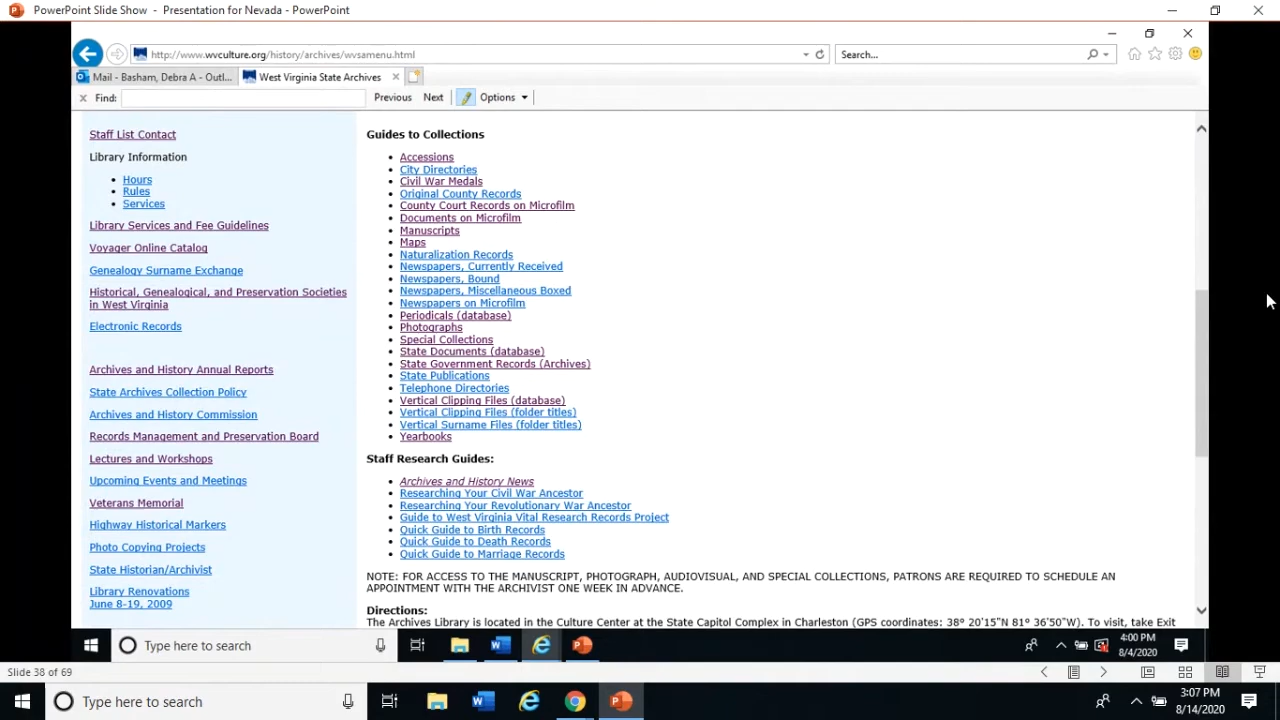 PowerPoint Slide Show - Presentation for Nevada - PowerPoint
http://www.wvculture.org/history/archives/wvsamenu.html
Search...
Mail - Basham, Debra A - Outl...
West Virginia State Archives
Find:
Previous
Next
Options
Staff List Contact
Library Information
Hours
Rules
Services
Library Services and Fee Guidelines
Voyager Online Catalog
Genealogy Surname Exchange
Historical, Genealogical, and Preservation Societies
in West Virginia
Electronic Records
Archives and History Annual Reports
State Archives Collection Policy
Archives and History Commission
Records Management and Preservation Board
Lectures and Workshops
Upcoming Events and Meetings
Veterans Memorial
Highway Historical Markers
Photo Copying Projects
State Historian/Archivist
Library Renovations
June 8-19, 2009
Guides to Collections
Accessions
City Directories
Civil War Medals
Original County Records
County Court Records on Microfilm
Documents on Microfilm
Manuscripts
Maps
Naturalization Records
Newspapers, Currently Received
Newspapers, Bound
Newspapers, Miscellaneous Boxed
Newspapers on Microfilm
Periodicals (database)
Photographs
Special Collections
State Documents (database)
State Government Records (Archives)
State Publications
Telephone Directories
Vertical Clipping Files (database)
Vertical Clipping Files (folder titles)
Vertical Surname Files (folder titles)
Yearbooks
Staff Research Guides:
Archives and History News
Researching Your Civil War Ancestor
Researching Your Revolutionary War Ancestor
Guide to West Virginia Vital Research Records Project
Quick Guide to Birth Records
Quick Guide to Death Records
Quick Guide to Marriage Records
NOTE: FOR ACCESS TO THE MANUSCRIPT, PHOTOGRAPH, AUDIOVISUAL, AND SPECIAL COLLECTIONS, PATRONS ARE REQUIRED TO SCHEDULE AN
APPOINTMENT WITH THE ARCHIVIST ONE WEEK IN ADVANCE.
Directions:
The Archives Library is located in the Culture Center at the State Capitol Complex in Charleston (GPS coordinates: 38° 20'15"N 81° 36'50"W). To visit, take Exit
Type here to search
4:00 PM
8/4/2020
Slide 38 of 69
Type here to search
3:07 PM
8/14/2020